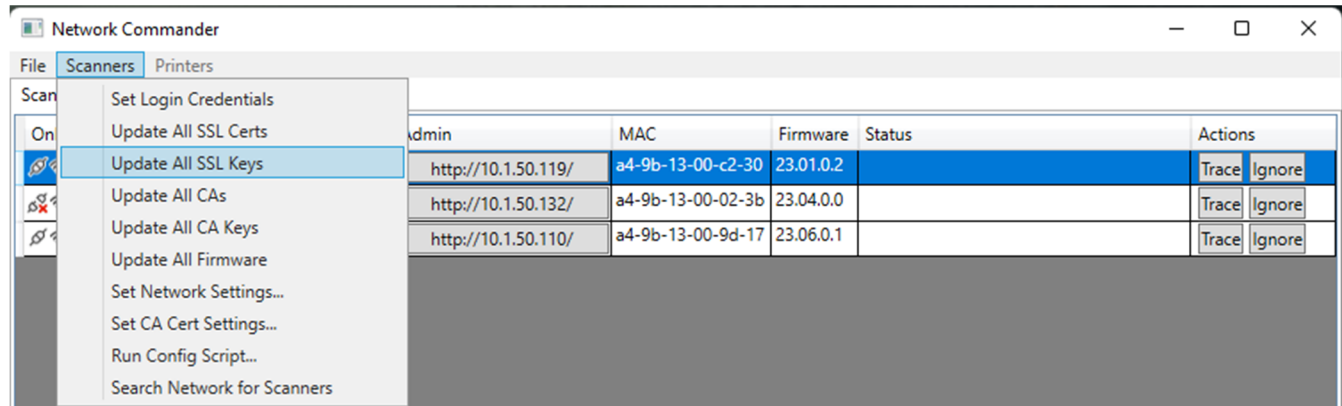 Network Commander
File Scanners Printers
Scan
Set Login Credentials
Onl Admin MAC Firmware Status Actions
Update All SSL Certs
Update All SSL Keys
http://10.1.50.119/ a4-9b-13-00-c2-30 23.01.0.2 Trace Ignore
Update All CAs
http://10.1.50.132/ a4-9b-13-00-02-3b 23.04.0.0 Trace Ignore
Update All CA Keys
http://10.1.50.110/ a4-9b-13-00-9d-17 23.06.0.1 Trace Ignore
Update All Firmware
Set Network Settings...
Set CA Cert Settings...
Run Config Script...
Search Network for Scanners